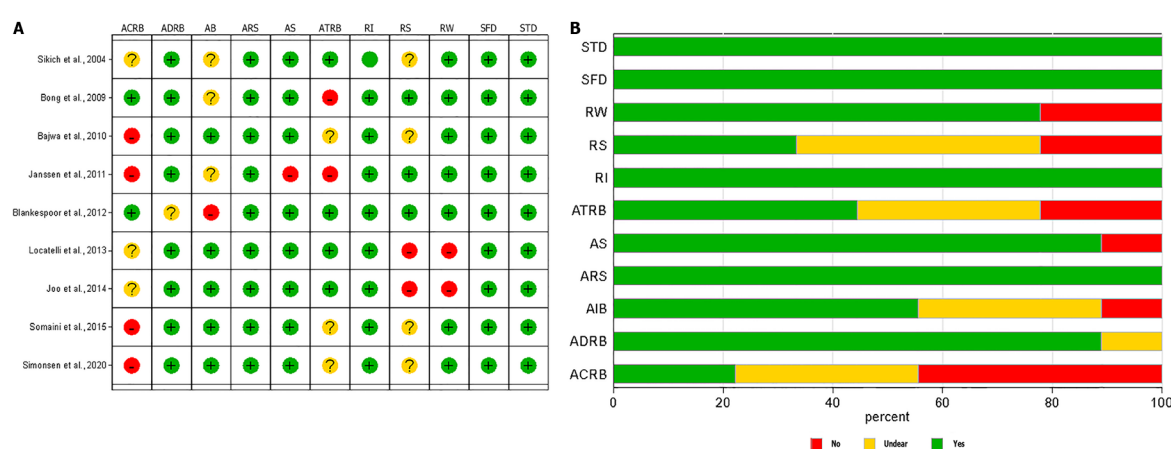 A
ACRB ADRB AB ARS AS ATRB RI RS RW SFD STD
Sikich et al.,2004 ? + ? + + + ? + + +
Bong et al.,2009 + + ? + + - + + + + +
Bajwa et al.,2010 - + + + + ? + ? + + +
Janssen et al.,2011 - + ? + - - + + + + +
Blankespoor et al.,2012 + ? - + + + + + + + +
Locatelli et al.,2013 ? + + + + + + - - + +
Joo et al.,2014 ? + + + + + + - - + +
Somaini et al.,2015 - + + + + ? + ? + + +
Simonsen et al.,2020 - + + + + ? + ? + + +
B
STD
SFD
RW
RS
RI
ATRB
AS
ARS
AIB
ADRB
ACRB
0 20 40 60 80 100
percent
No Undear Yes